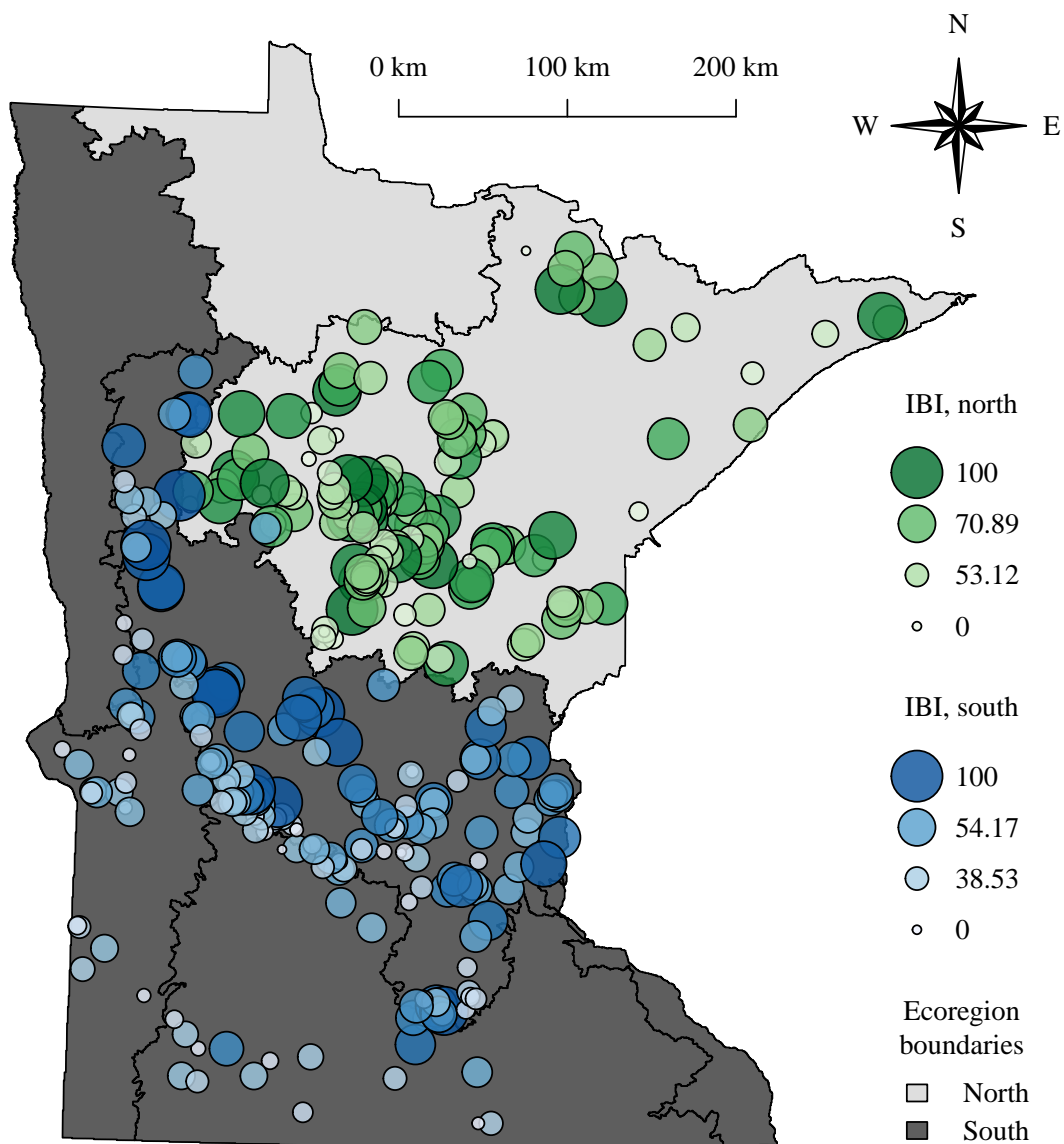 N
0 km 100 km 200 km
W E
S
IBI, north
100
70.89
53.12
0
IBI, south
100
54.17
38.53
0
Ecoregion
boundaries
North
South